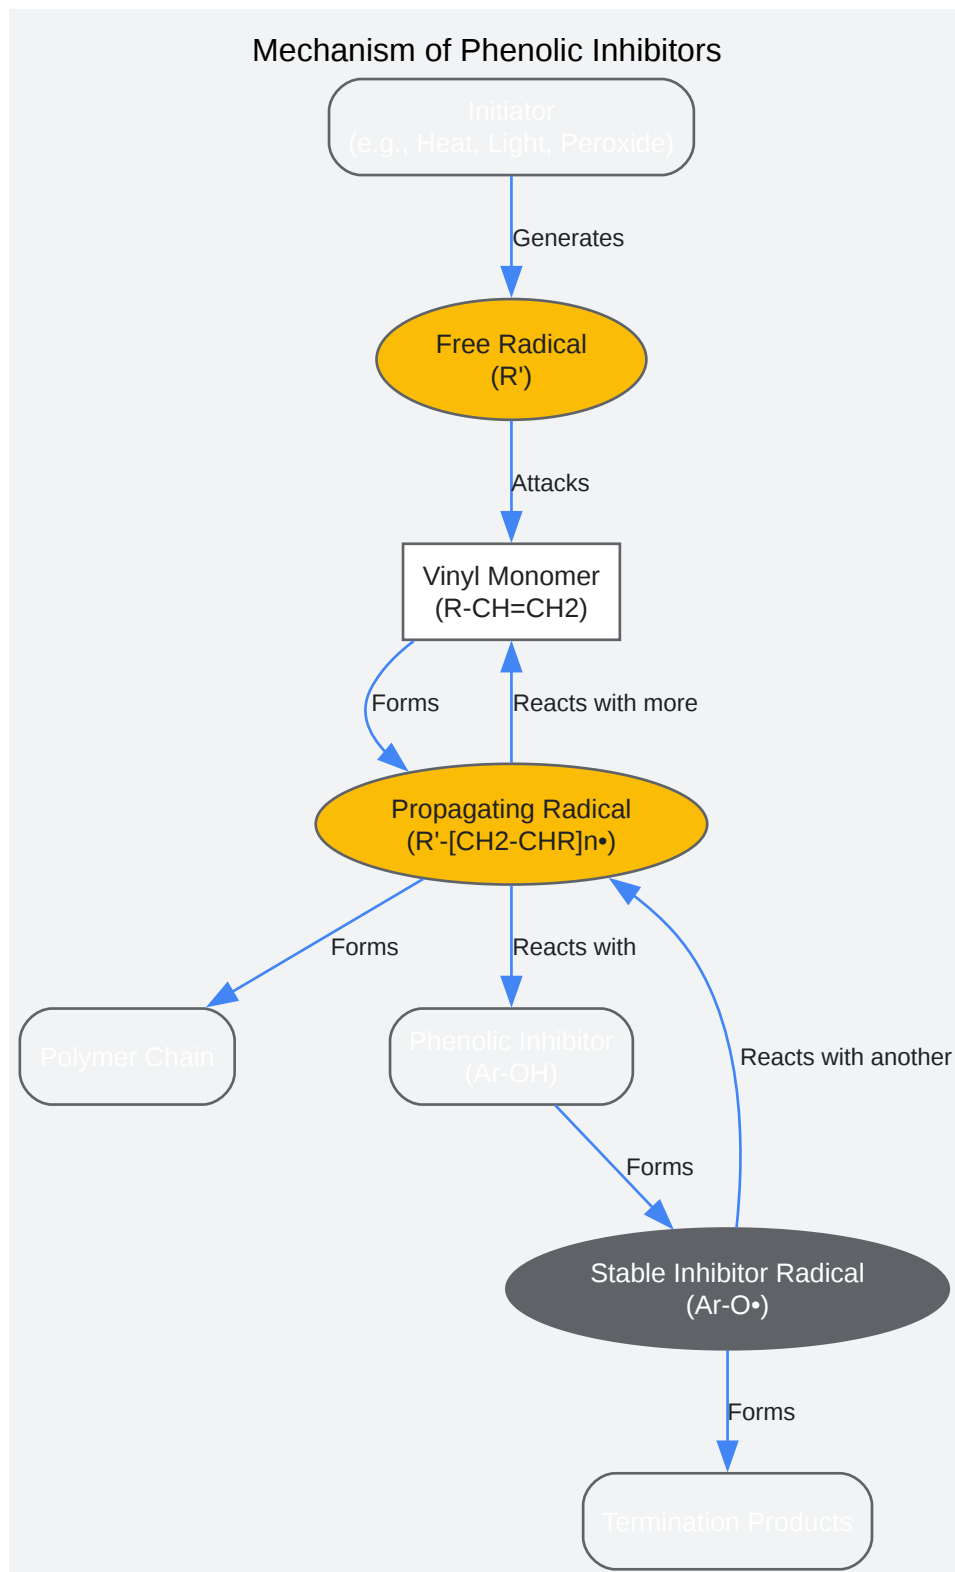 Mechanism of Phenolic Inhibitors
Initiator
(e.g., Heat, Light, Peroxide)
Generates
Free Radical
(R')
Attacks
Vinyl Monomer
(R-CH=CH2)
Forms
Reacts with more
Propagating Radical
(R'-[CH2-CHR]n•)
Forms
Reacts with
Polymer Chain
Phenolic Inhibitor
(Ar-OH)
Reacts with another
Forms
Stable Inhibitor Radical
(Ar-O•)
Forms
Termination Products